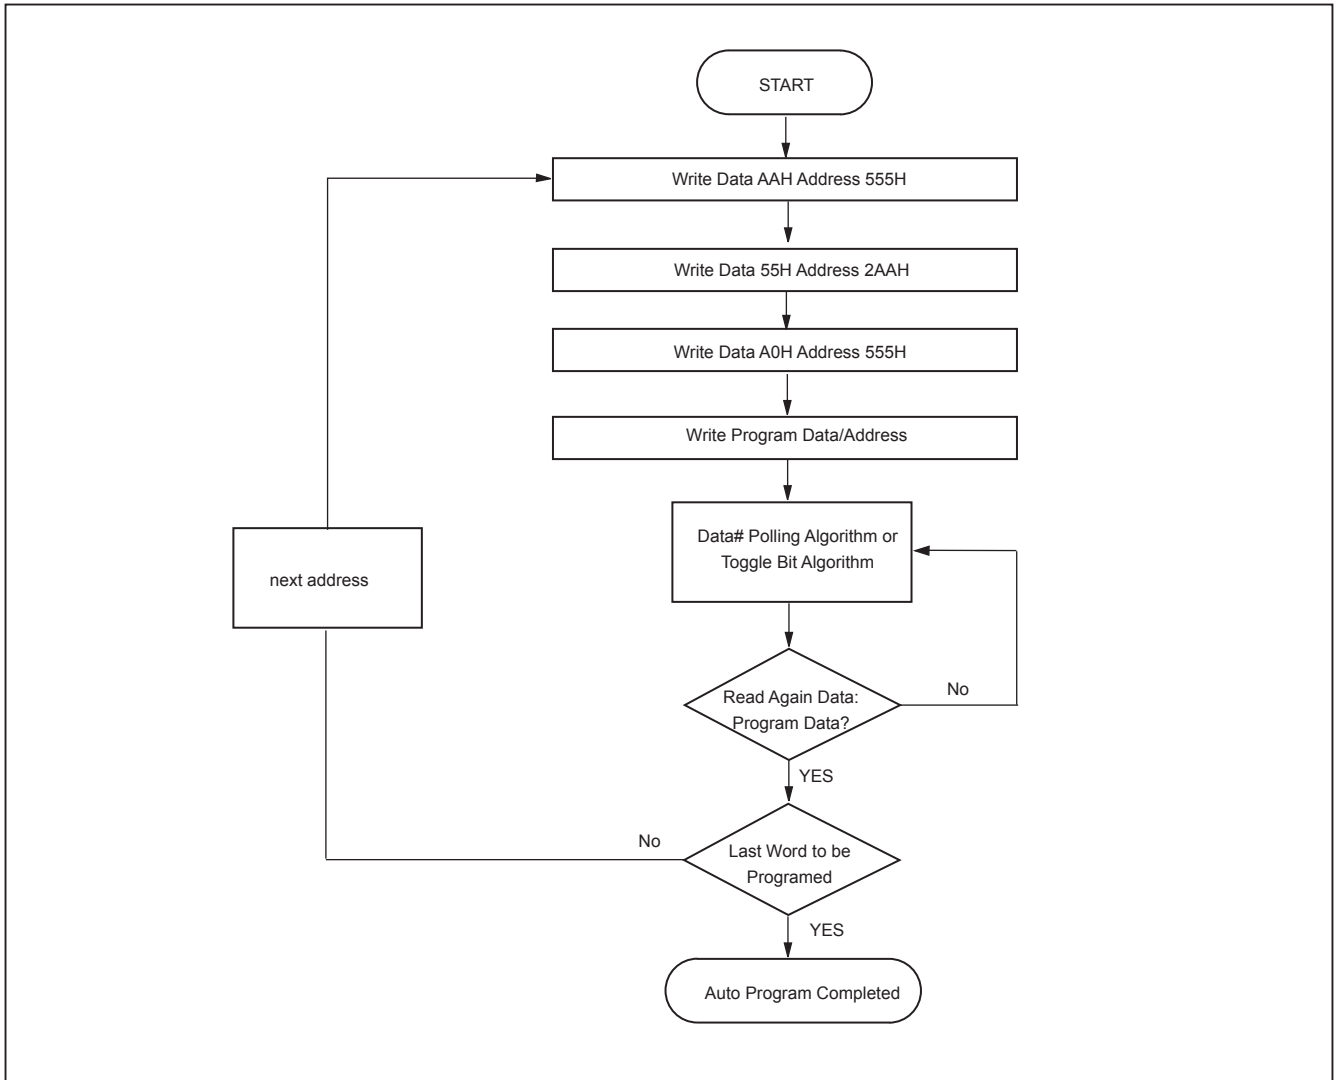 START
Write Data AAH Address 555H
Write Data 55H Address 2AAH
Write Data A0H Address 555H
Write Program Data/Address
Data# Polling Algorithm or
Toggle Bit Algorithm
next address
Read Again Data:
Program Data?
No
YES
No
Last Word to be
Programed
YES
Auto Program Completed